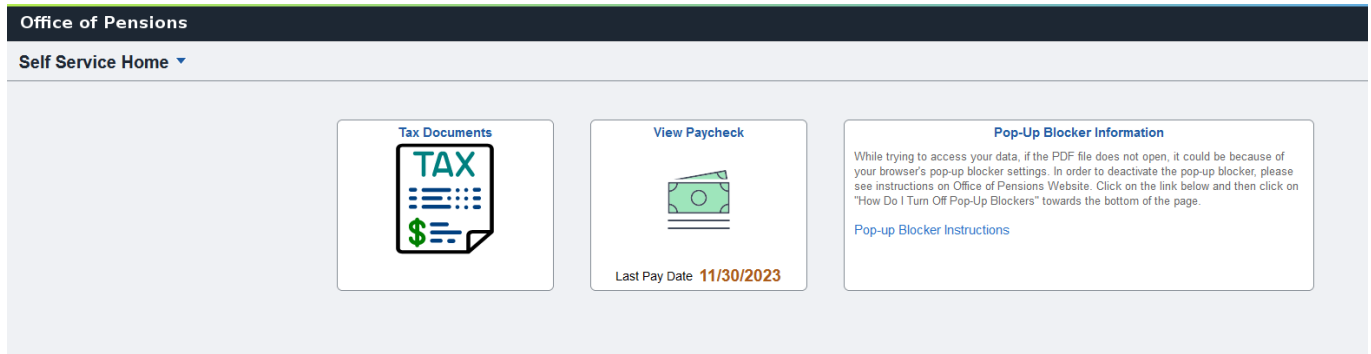 Office of Pensions
Self Service Home
Tax Documents
TAX
$
View Paycheck
Last Pay Date 11/30/2023
Pop-Up Blocker Information
While trying to access your data, if the PDF file does not open, it could be because of
your browser's pop-up blocker settings. In order to deactivate the pop-up blocker, please
see instructions on Office of Pensions Website. Click on the link below and then click on
"How Do I Turn Off Pop-Up Blockers" towards the bottom of the page.
Pop-up Blocker Instructions